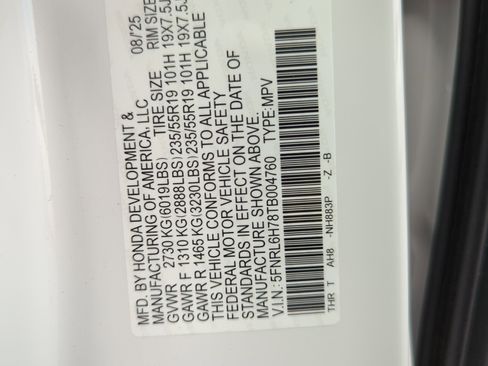 MFD. BY HONDA DEVELOPMENT & 08/'25
MANUFACTURING OF AMERICA, LLC
TIRE SIZE RIM SIZE
GVWR 2730 KG(6019LBS)
GAWR F 1310 KG(2888LBS) 235/55R19 101H 19X7.5J
GAWR R 1465 KG(3230LBS) 235/55R19 101H 19X7.5J
THIS VEHICLE CONFORMS TO ALL APPLICABLE
FEDERAL MOTOR VEHICLE SAFETY
STANDARDS IN EFFECT ON THE DATE OF
MANUFACTURE SHOWN ABOVE.
V.I.N.: 5FNRL6H78TB004760 TYPE: MPV
THR T AH8 -NH883P -Z -B